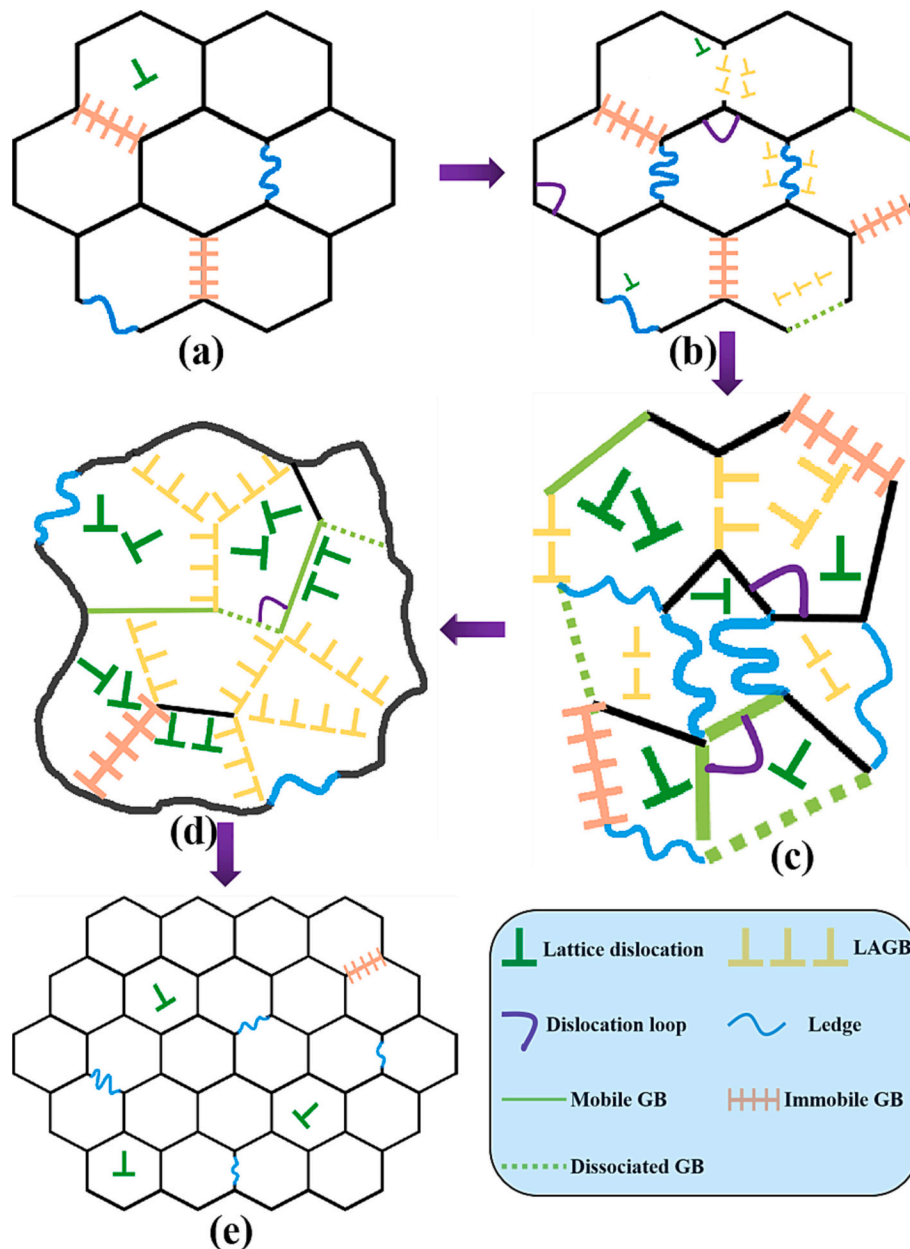 (a)
(b)
(d)
(c)
(e)
Lattice dislocation
LAGB
Dislocation loop
Ledge
Mobile GB
Immobile GB
Dissociated GB